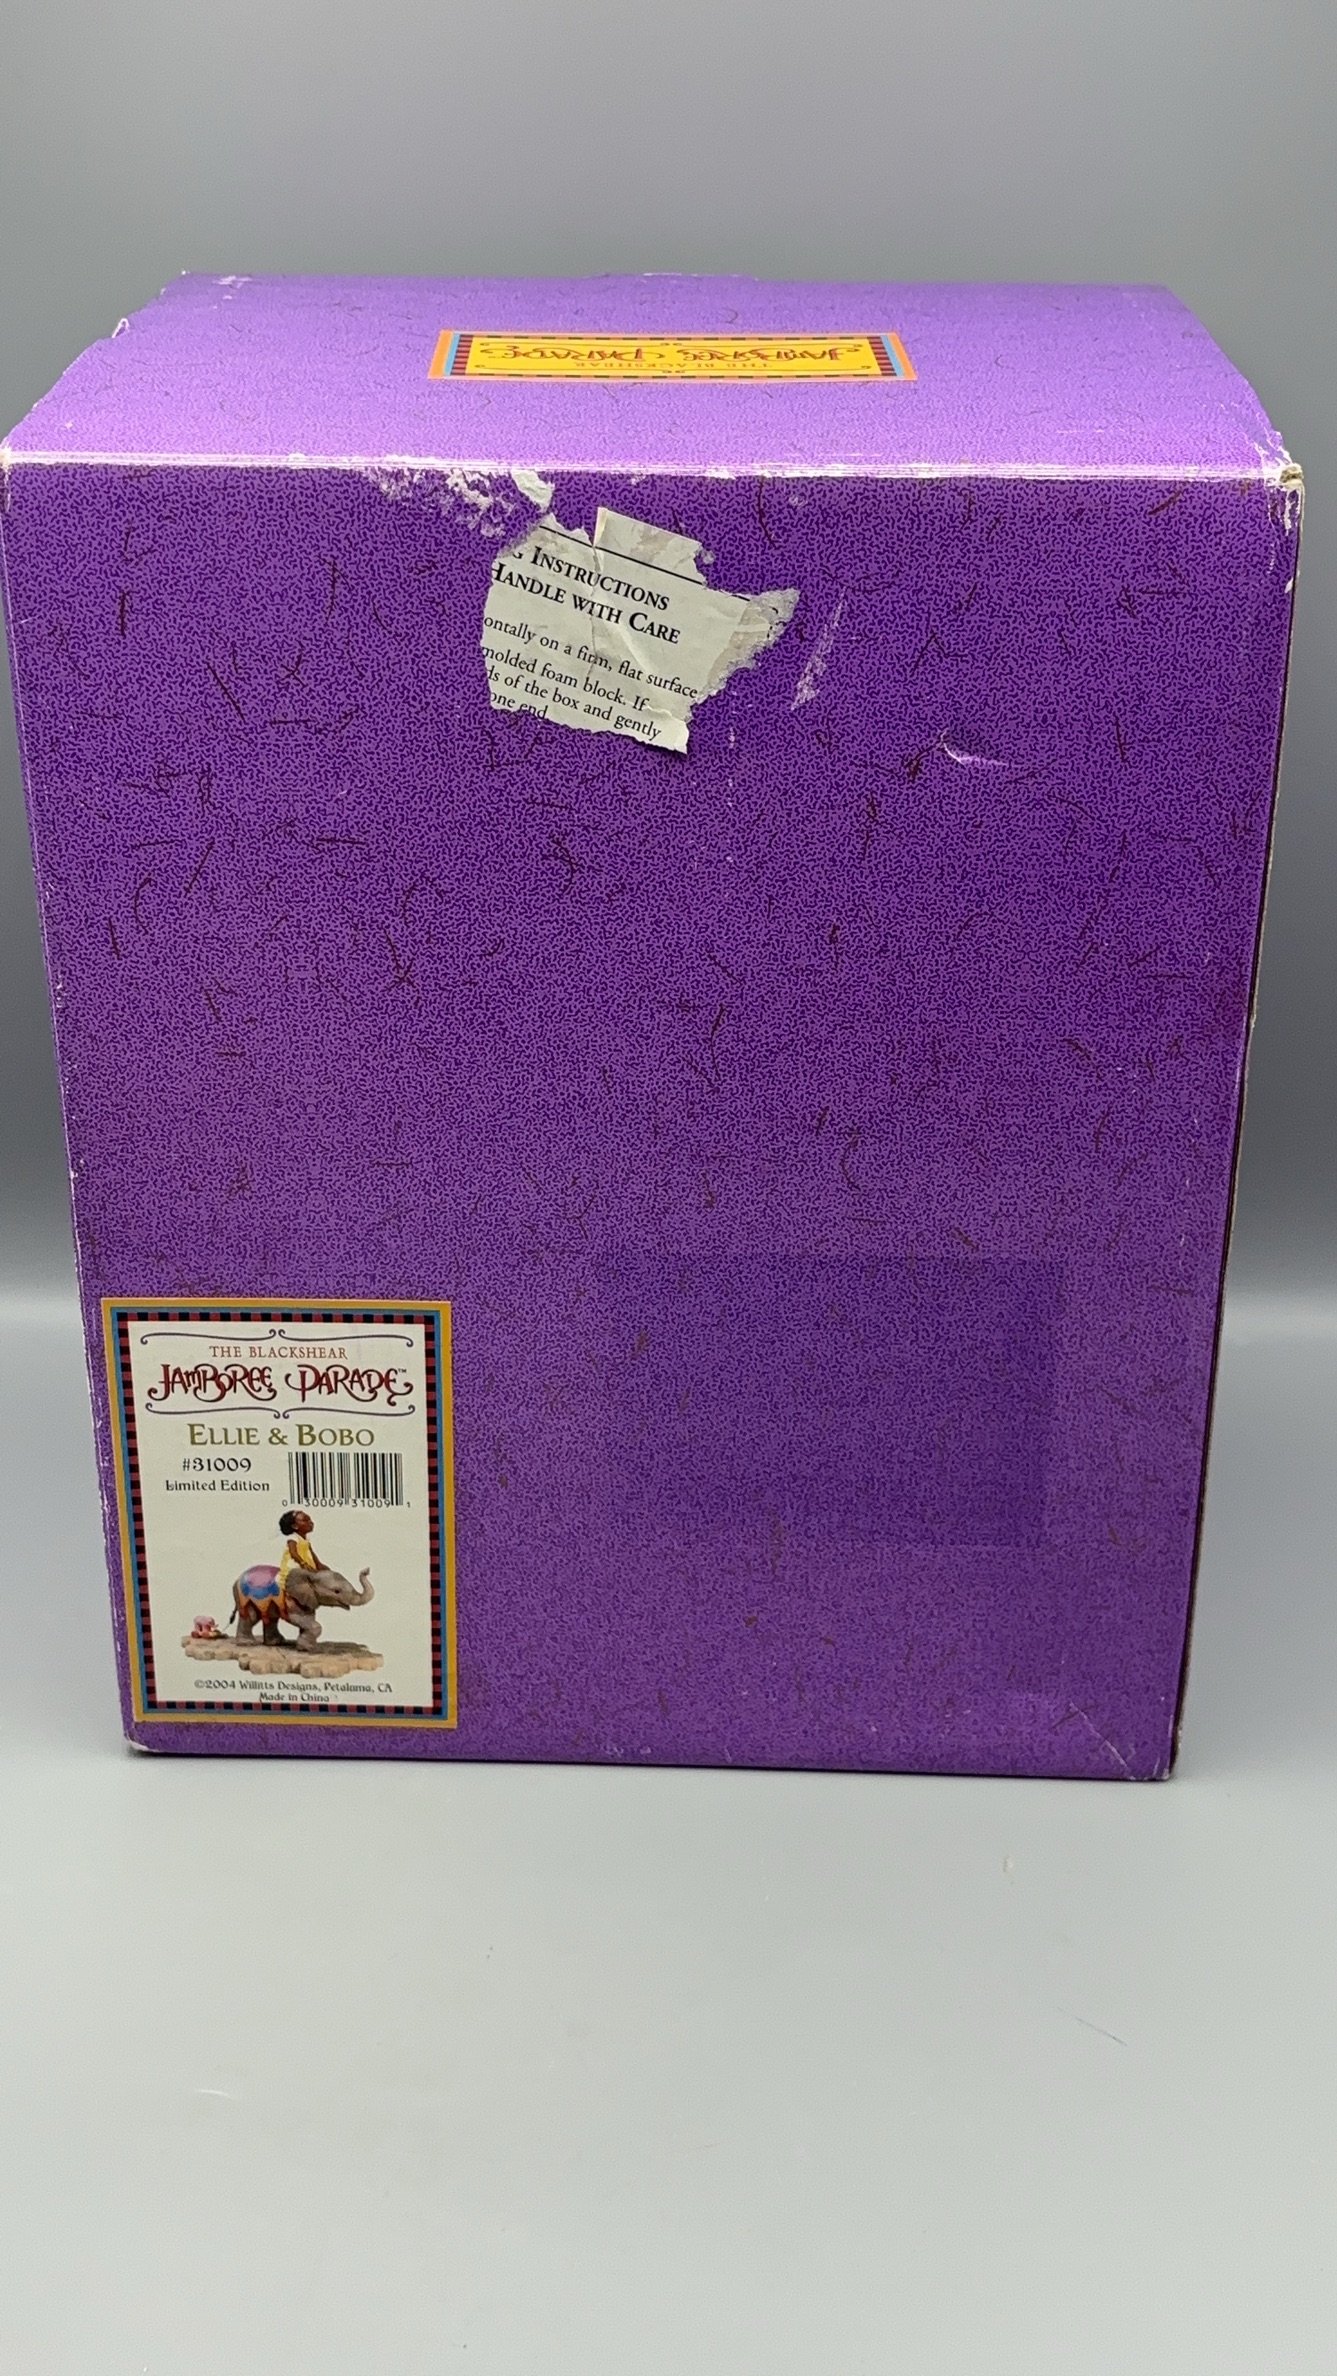 THE BLACKSHEAR
JAMBOREE PARADE
INSTRUCTIONS
HANDLE WITH CARE
ontally on a firm, flat surface
molded foam block. If
ds of the box and gently
one end
THE BLACKSHEAR
JAMBOREE PARADE™
ELLIE & BOBO
#31009
Limited Edition
0 30009 31009 1
©2004 Willitts Designs, Petaluma, CA
Made in China